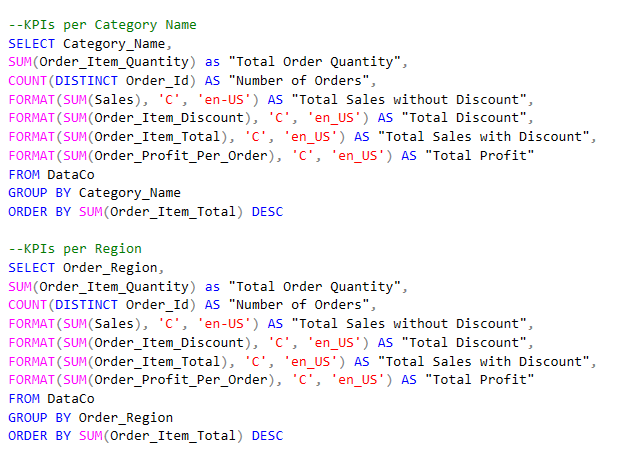 --KPIs per Category Name
SELECT Category_Name,
SUM(Order_Item_Quantity) as "Total Order Quantity",
COUNT(DISTINCT Order_Id) AS "Number of Orders",
FORMAT(SUM(Sales), 'C', 'en-US') AS "Total Sales without Discount",
FORMAT(SUM(Order_Item_Discount), 'C', 'en_US') AS "Total Discount",
FORMAT(SUM(Order_Item_Total), 'C', 'en_US') AS "Total Sales with Discount",
FORMAT(SUM(Order_Profit_Per_Order), 'C', 'en_US') AS "Total Profit"
FROM DataCo
GROUP BY Category_Name
ORDER BY SUM(Order_Item_Total) DESC
--KPIs per Region
SELECT Order_Region,
SUM(Order_Item_Quantity) as "Total Order Quantity",
COUNT(DISTINCT Order_Id) AS "Number of Orders",
FORMAT(SUM(Sales), 'C', 'en-US') AS "Total Sales without Discount",
FORMAT(SUM(Order_Item_Discount), 'C', 'en_US') AS "Total Discount",
FORMAT(SUM(Order_Item_Total), 'C', 'en_US') AS "Total Sales with Discount",
FORMAT(SUM(Order_Profit_Per_Order), 'C', 'en_US') AS "Total Profit"
FROM DataCo
GROUP BY Order_Region
ORDER BY SUM(Order_Item_Total) DESC